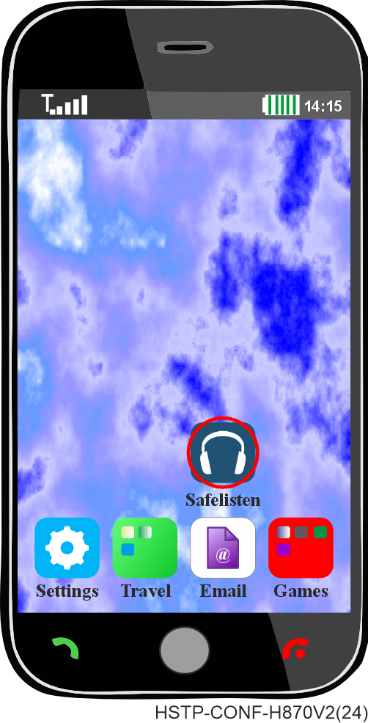 14:15
Safelisten
Settings Travel Email Games
@
HSTP-CONF-H870V2(24)